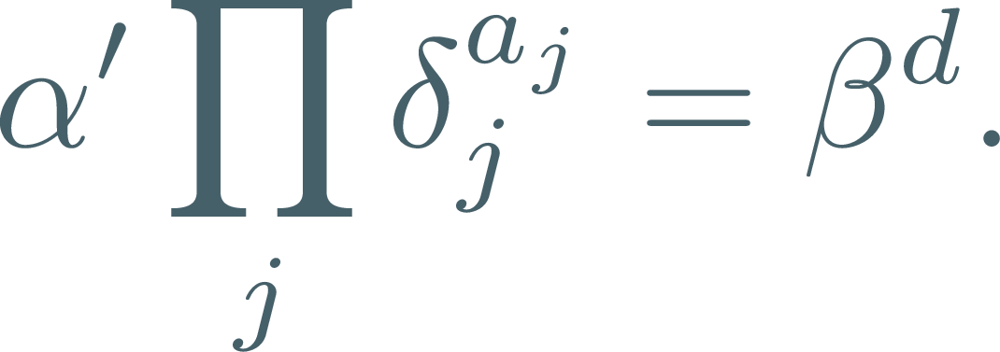 α′ ∏_j δ_j^{a_j} = β^d.